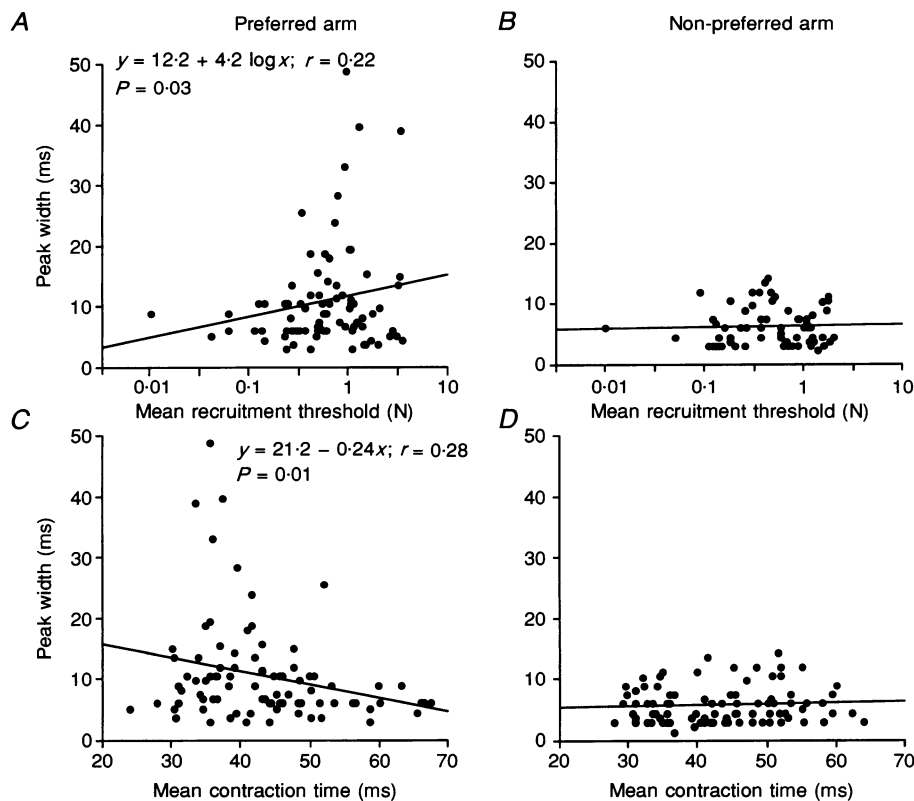 A Preferred arm
B Non-preferred arm
y = 12·2 + 4·2 log x; r = 0·22
P = 0·03
50
40
30
20
10
0
Peak width (ms)
0·01 0·1 1 10
Mean recruitment threshold (N)
50
40
30
20
10
0
0·01 0·1 1 10
Mean recruitment threshold (N)
C
y = 21·2 – 0·24x; r = 0·28
P = 0·01
50
40
30
20
10
0
Peak width (ms)
20 30 40 50 60 70
Mean contraction time (ms)
D
50
40
30
20
10
0
20 30 40 50 60 70
Mean contraction time (ms)